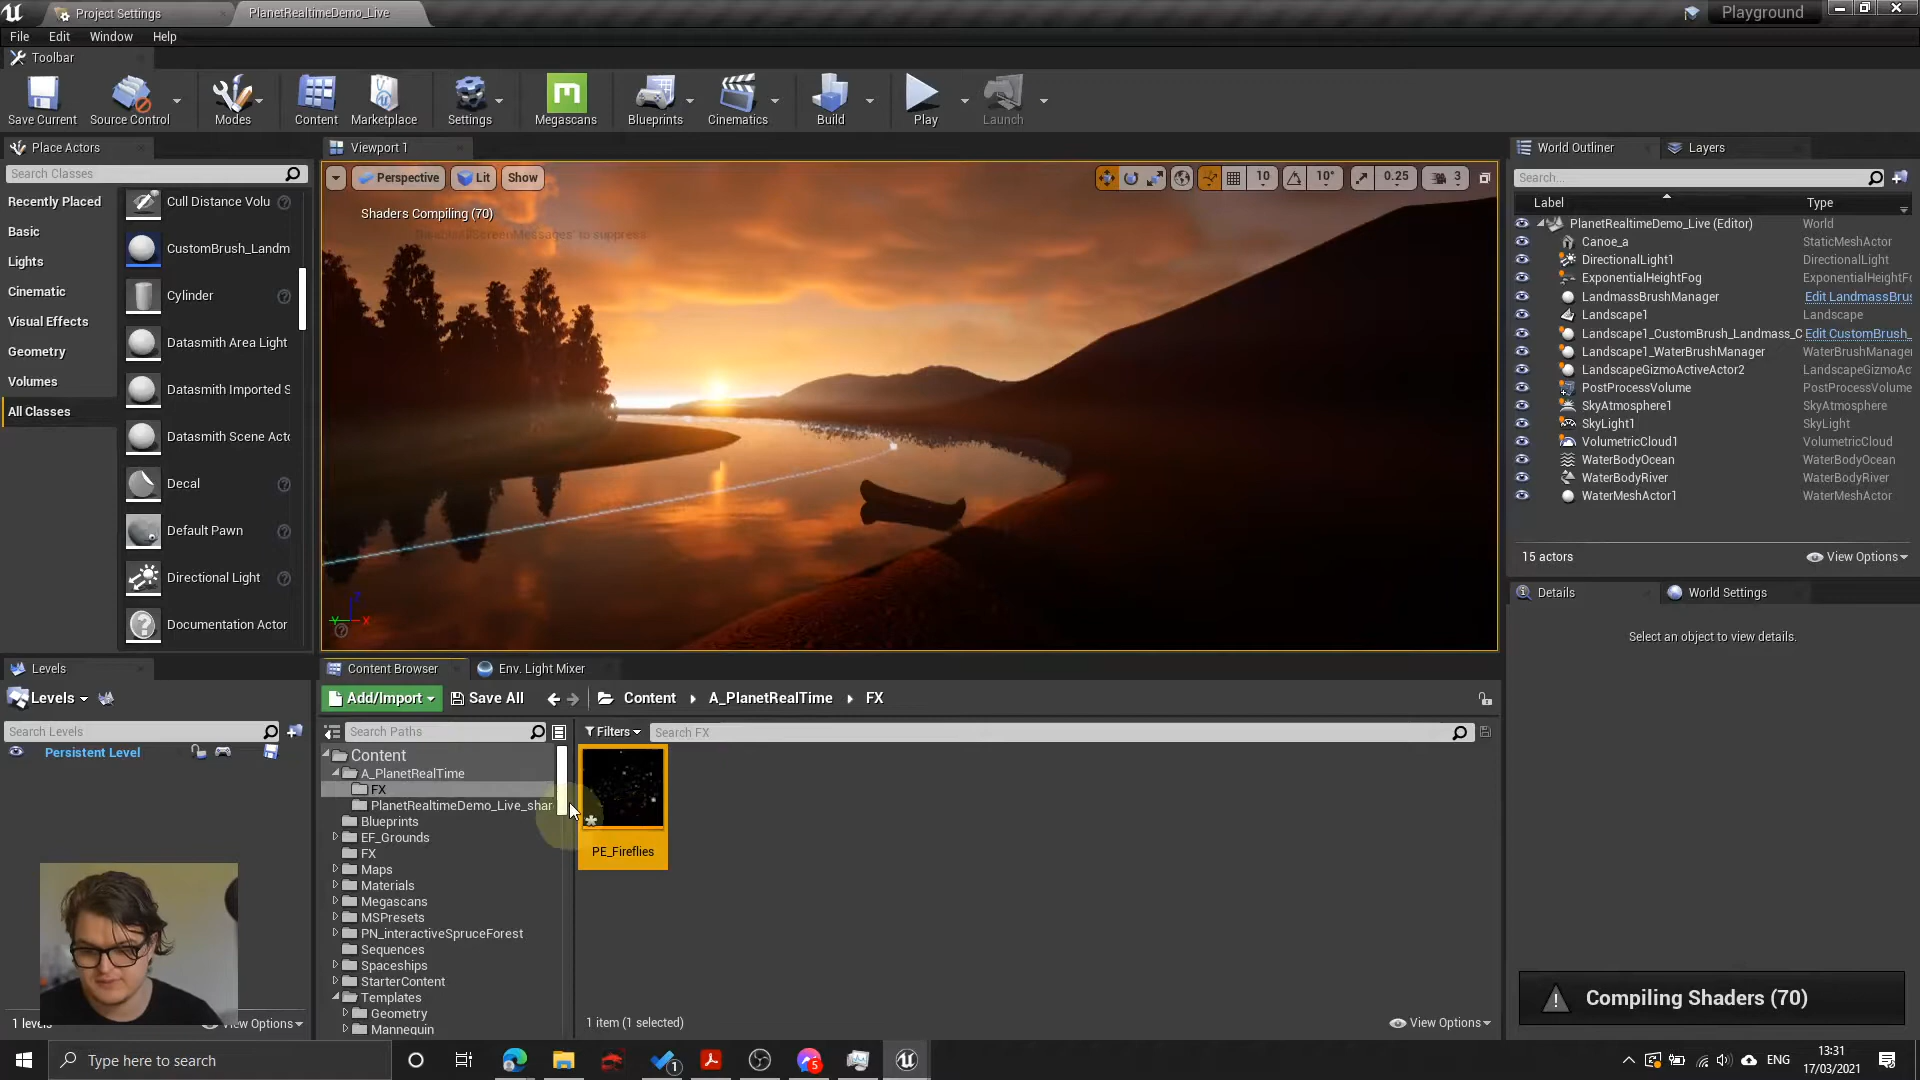 Project Settings
PlanetRealtimeDemo_Live
Playground
File Edit Window Help
Toolbar
Save Current
Source Control
Modes
Content
Marketplace
Settings
Megascans
Blueprints
Cinematics
Build
Play
Launch
Place Actors
Search Classes
Recently Placed
Basic
Lights
Cinematic
Visual Effects
Geometry
Volumes
All Classes
Cull Distance Volu
CustomBrush_Landm
Cylinder
Datasmith Area Light
Datasmith Imported S
Datasmith Scene Acto
Decal
Default Pawn
Directional Light
Documentation Actor
Viewport 1
Perspective
Lit
Show
10
10°
0.25
3
Shaders Compiling (70)
World Outliner
Layers
Search...
Label Type
PlanetRealtimeDemo_Live (Editor) World
Canoe_a StaticMeshActor
DirectionalLight1 DirectionalLight
ExponentialHeightFog ExponentialHeightFo
LandmassBrushManager Edit LandmassBrus
Landscape1 Landscape
Landscape1_CustomBrush_Landmass_C Edit CustomBrush_
Landscape1_WaterBrushManager WaterBrushManager
LandscapeGizmoActiveActor2 LandscapeGizmoAc
PostProcessVolume PostProcessVolume
SkyAtmosphere1 SkyAtmosphere
SkyLight1 SkyLight
VolumetricCloud1 VolumetricCloud
WaterBodyOcean WaterBodyOcean
WaterBodyRiver WaterBodyRiver
WaterMeshActor1 WaterMeshActor
15 actors
View Options
Details
World Settings
Select an object to view details.
Levels
Levels
Search Levels
Persistent Level
1 levels
View Options
Content Browser
Env. Light Mixer
Add/Import
Save All
Content
A_PlanetRealTime
FX
Search Paths
Filters
Search FX
Content
A_PlanetRealTime
FX
PlanetRealtimeDemo_Live_shar
Blueprints
EF_Grounds
FX
Maps
Materials
Megascans
MSPresets
PN_interactiveSpruceForest
Sequences
Spaceships
StarterContent
Templates
Geometry
Mannequin
PE_Fireflies
1 item (1 selected)
View Options
Compiling Shaders (70)
Type here to search
1
5
ENG
13:31
17/03/2021